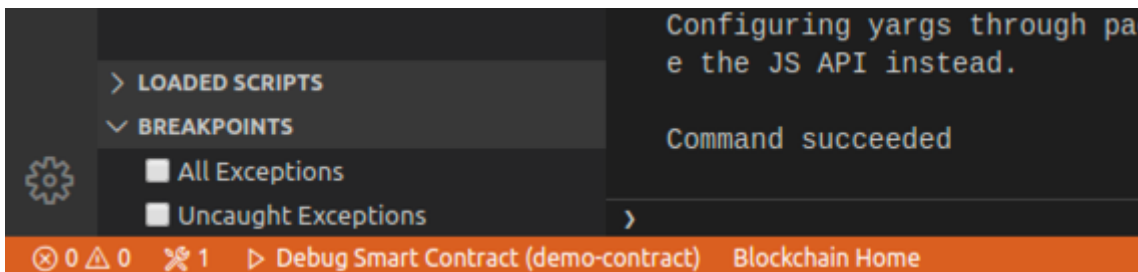 LOADED SCRIPTS
BREAKPOINTS
All Exceptions
Uncaught Exceptions
Configuring yargs through pa
e the JS API instead.
Command succeeded
❯
0 0 1 Debug Smart Contract (demo-contract) Blockchain Home